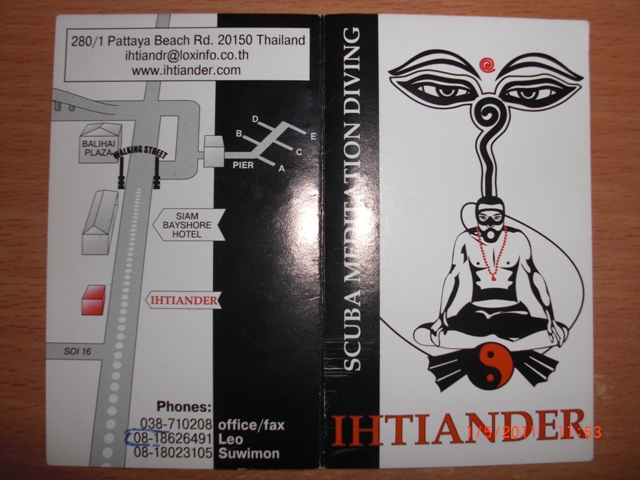 280/1 Pattaya Beach Rd. 20150 Thailand
ihtiandr@loxinfo.co.th
www.ihtiander.com
BALIHAI
PLAZA
WALKING STREET
D
B
E
C
A
PIER
SIAM
BAYSHORE
HOTEL
IHTIANDER
SOI 16
Phones:
038-710208 office/fax
08-18626491 Leo
08-18023105 Suwimon
SCUBA MEDITATION DIVING
IHTIANDER